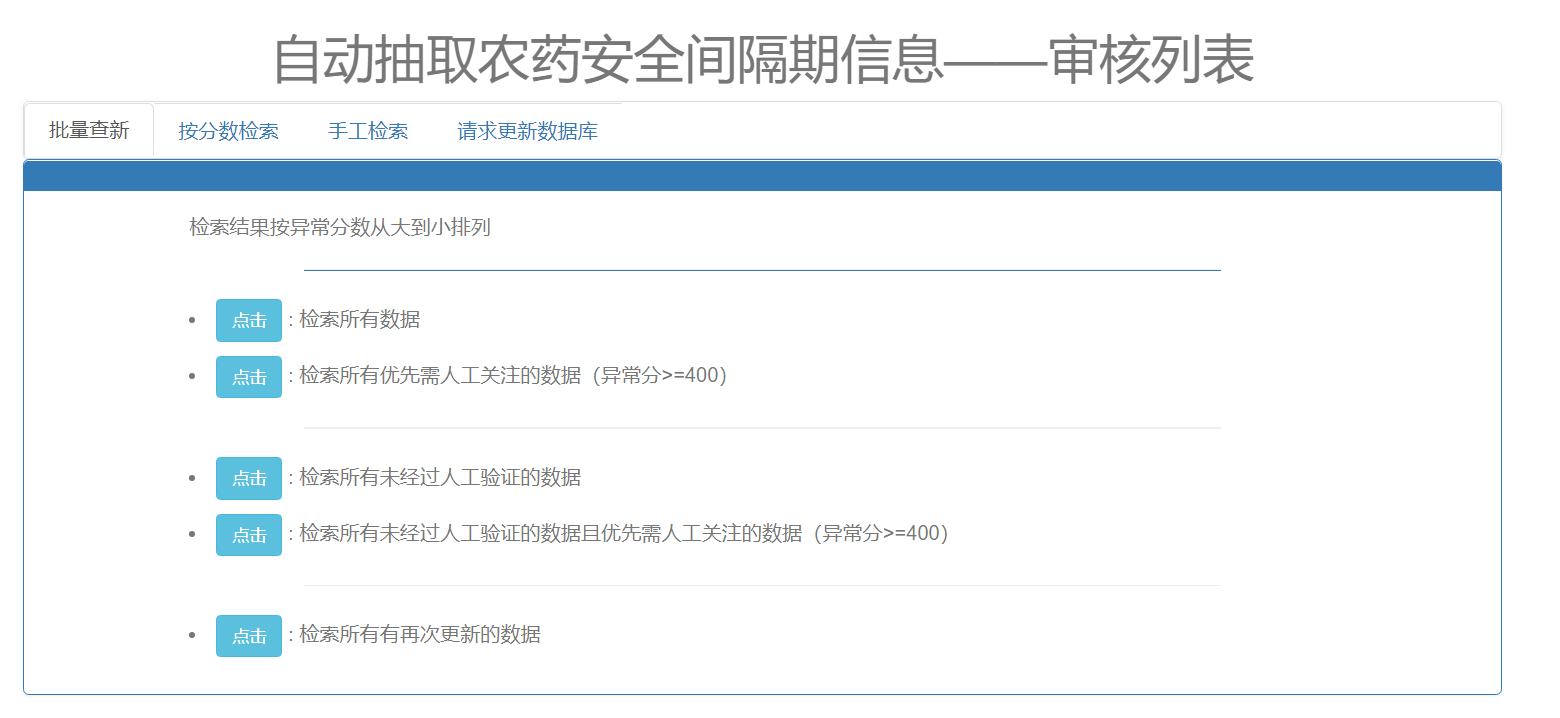 自动抽取农药安全间隔期信息——审核列表
批量查新 按分数检索 手工检索 请求更新数据库
检索结果按异常分数从大到小排列
• 点击 : 检索所有数据
• 点击 : 检索所有优先需人工关注的数据（异常分>=400）
• 点击 : 检索所有未经过人工验证的数据
• 点击 : 检索所有未经过人工验证的数据且优先需人工关注的数据（异常分>=400）
• 点击 : 检索所有有再次更新的数据